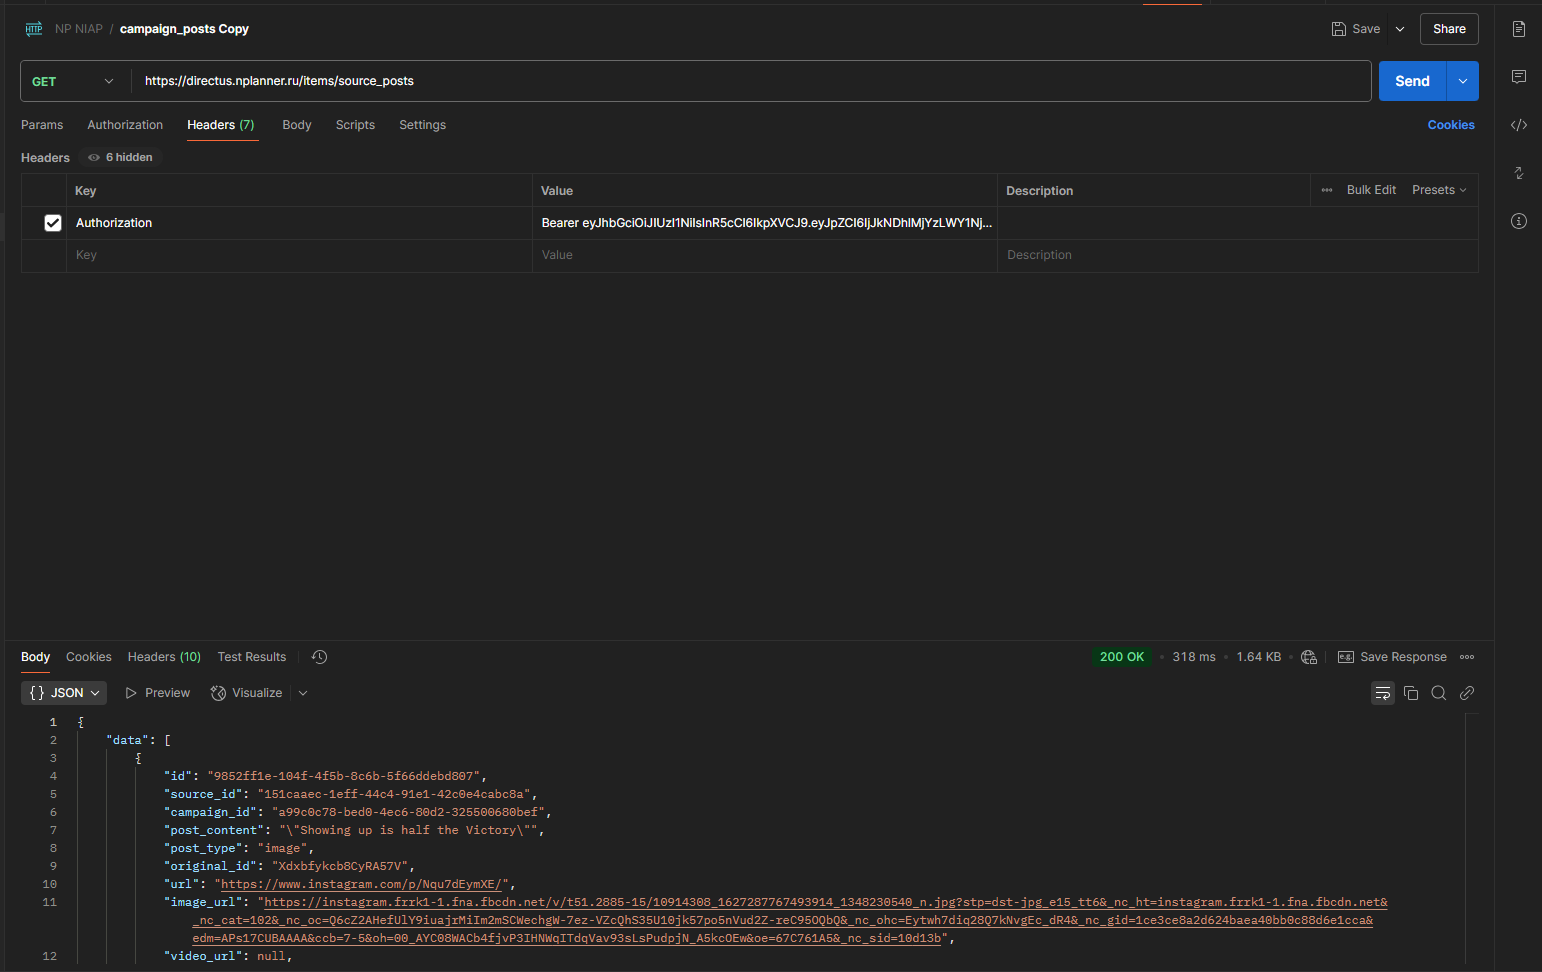 HTTP NP NIAP / campaign_posts Copy Save Share
GET https://directus.nplanner.ru/items/source_posts Send
Params Authorization Headers (7) Body Scripts Settings Cookies
Headers 6 hidden
Key Value Description Bulk Edit Presets
Authorization Bearer eyJhbGciOiJIUzI1NiIsInR5cCI6IkpXVCJ9.eyJpZCI6IjJkNDhlMjYzLWY1Nj...
Key Value Description
Body Cookies Headers (10) Test Results 200 OK 318 ms 1.64 KB e.g. Save Response
{} JSON Preview Visualize
1 {
2 "data": [
3 {
4 "id": "9852ff1e-104f-4f5b-8c6b-5f66ddebd807",
5 "source_id": "151caaec-1eff-44c4-91e1-42c0e4cabc8a",
6 "campaign_id": "a99c0c78-bed0-4ec6-80d2-325500680bef",
7 "post_content": "\"Showing up is half the Victory\"",
8 "post_type": "image",
9 "original_id": "Xdxbfykcb8CyRA57V",
10 "url": "https://www.instagram.com/p/Nqu7dEymXE/",
11 "image_url": "https://instagram.frrk1-1.fna.fbcdn.net/v/t51.2885-15/10914308_1627287767493914_1348230540_n.jpg?stp=dst-jpg_e15_tt6&_nc_ht=instagram.frrk1-1.fna.fbcdn.net&
_nc_cat=102&_nc_oc=Q6cZ2AHefUlY9iuajrMiIm2mSCWechgW-7ez-VZcQhS35U10jk57po5nVud2Z-reC95OQbQ&_nc_ohc=Eytwh7diq28Q7kNvgEc_dR4&_nc_gid=1ce3ce8a2d624baea40bb0c88d6e1cca&
edm=APs17CUBAAAA&ccb=7-5&oh=00_AYC08WACb4fjvP3IHNWqITdqVav93sLsPudpjN_A5kcOEw&oe=67C761A5&_nc_sid=10d13b",
12 "video_url": null,